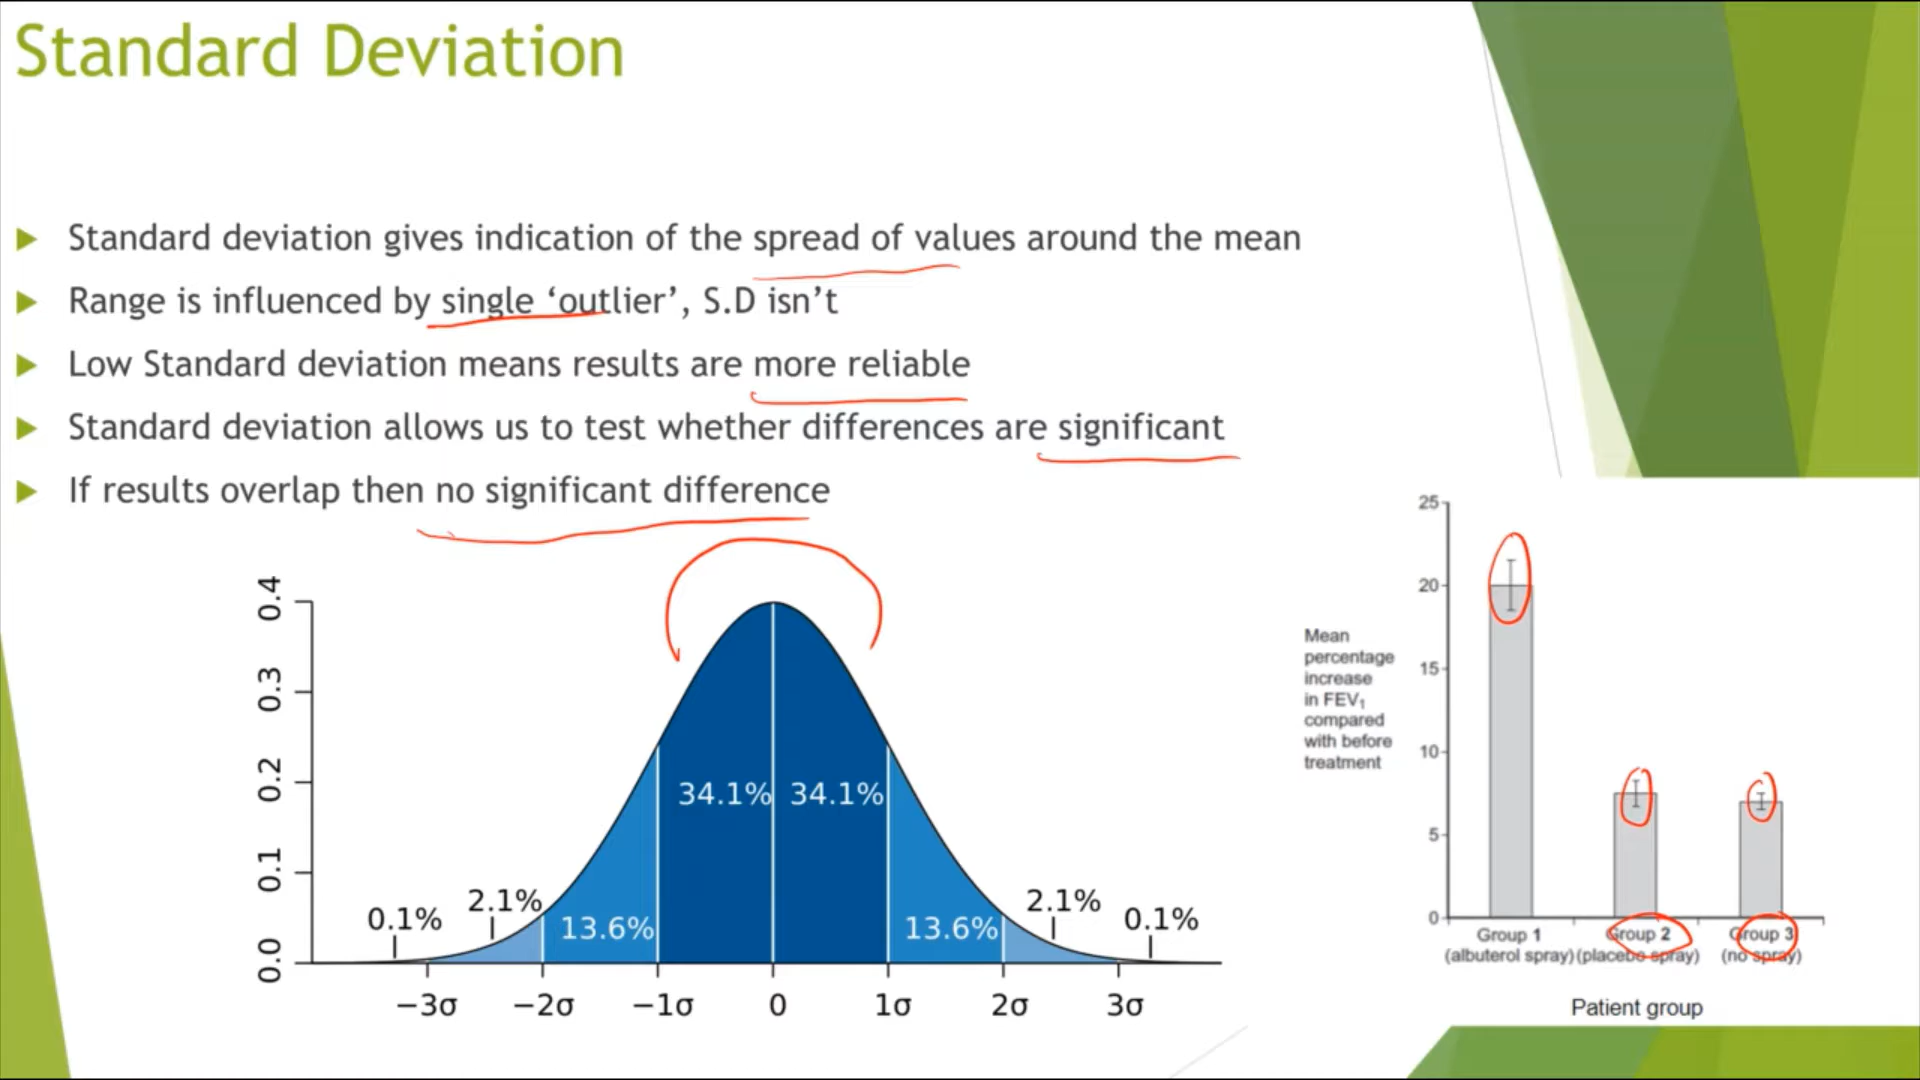 Standard Deviation
Standard deviation gives indication of the spread of values around the mean
Range is influenced by single ‘outlier’, S.D isn’t
Low Standard deviation means results are more reliable
Standard deviation allows us to test whether differences are significant
If results overlap then no significant difference
0.4
0.3
0.2
0.1
0.0
34.1% 34.1%
0.1% 2.1% 13.6% 13.6% 2.1% 0.1%
−3σ −2σ −1σ 0 1σ 2σ 3σ
Mean
percentage
increase
in FEV₁
compared
with before
treatment
25
20
15
10
5
0
Group 1 Group 2 Group 3
(albuterol spray) (placebo spray) (no spray)
Patient group